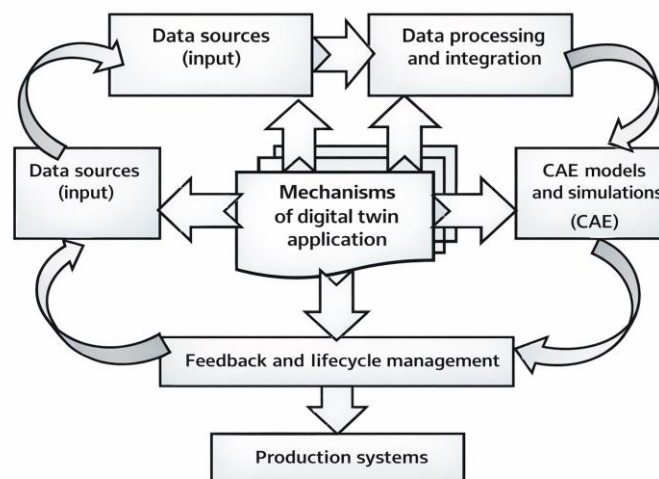 Data sources
(input)
Data processing
and integration
Data sources
(input)
Mechanisms
of digital twin
application
CAE models
and simulations
(CAE)
Feedback and lifecycle management
Production systems